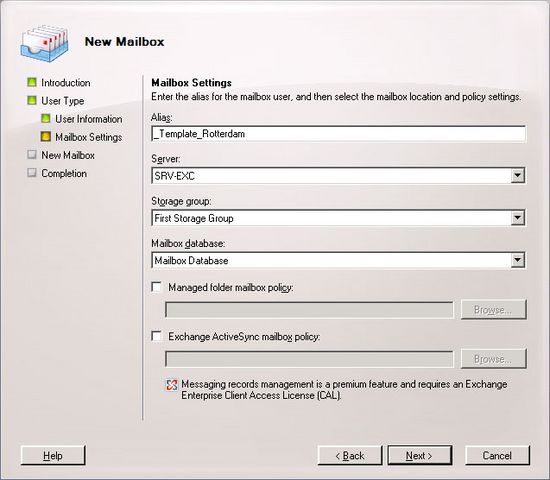 New Mailbox
Introduction
User Type
User Information
Mailbox Settings
New Mailbox
Completion
Mailbox Settings
Enter the alias for the mailbox user, and then select the mailbox location and policy settings.
Alias:
_Template_Rotterdam
Server:
SRV-EXC
Storage group:
First Storage Group
Mailbox database:
Mailbox Database
Managed folder mailbox policy:
Browse...
Exchange ActiveSync mailbox policy:
Browse...
Messaging records management is a premium feature and requires an Exchange
Enterprise Client Access License (CAL).
Help
< Back
Next >
Cancel